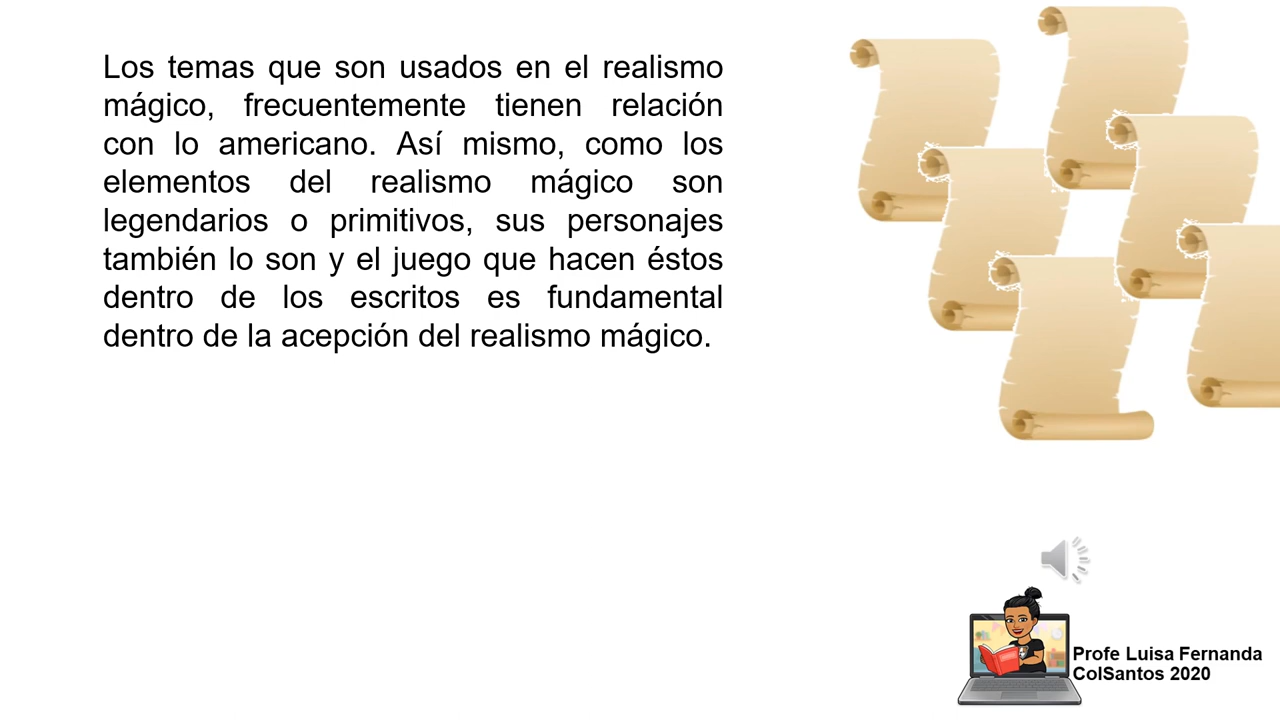 Los temas que son usados en el realismo
mágico, frecuentemente tienen relación
con lo americano. Así mismo, como los
elementos del realismo mágico son
legendarios o primitivos, sus personajes
también lo son y el juego que hacen éstos
dentro de los escritos es fundamental
dentro de la acepción del realismo mágico.
Profe Luisa Fernanda
ColSantos 2020